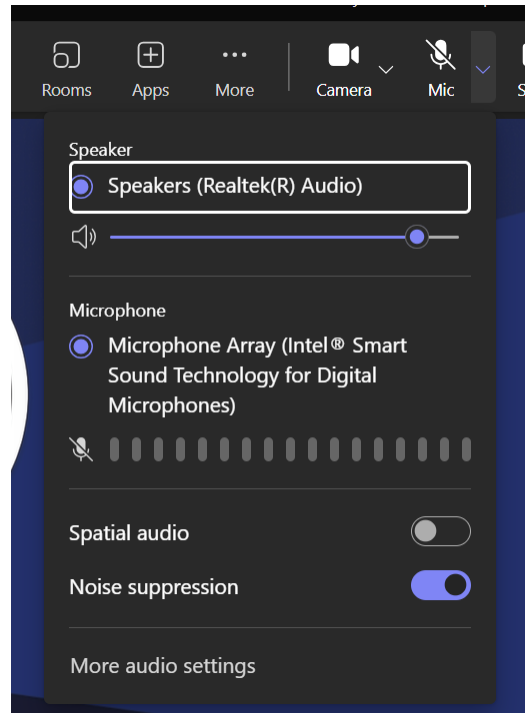 Rooms Apps More Camera Mic
Speaker
Speakers (Realtek(R) Audio)
Microphone
Microphone Array (Intel® Smart
Sound Technology for Digital
Microphones)
Spatial audio
Noise suppression
More audio settings